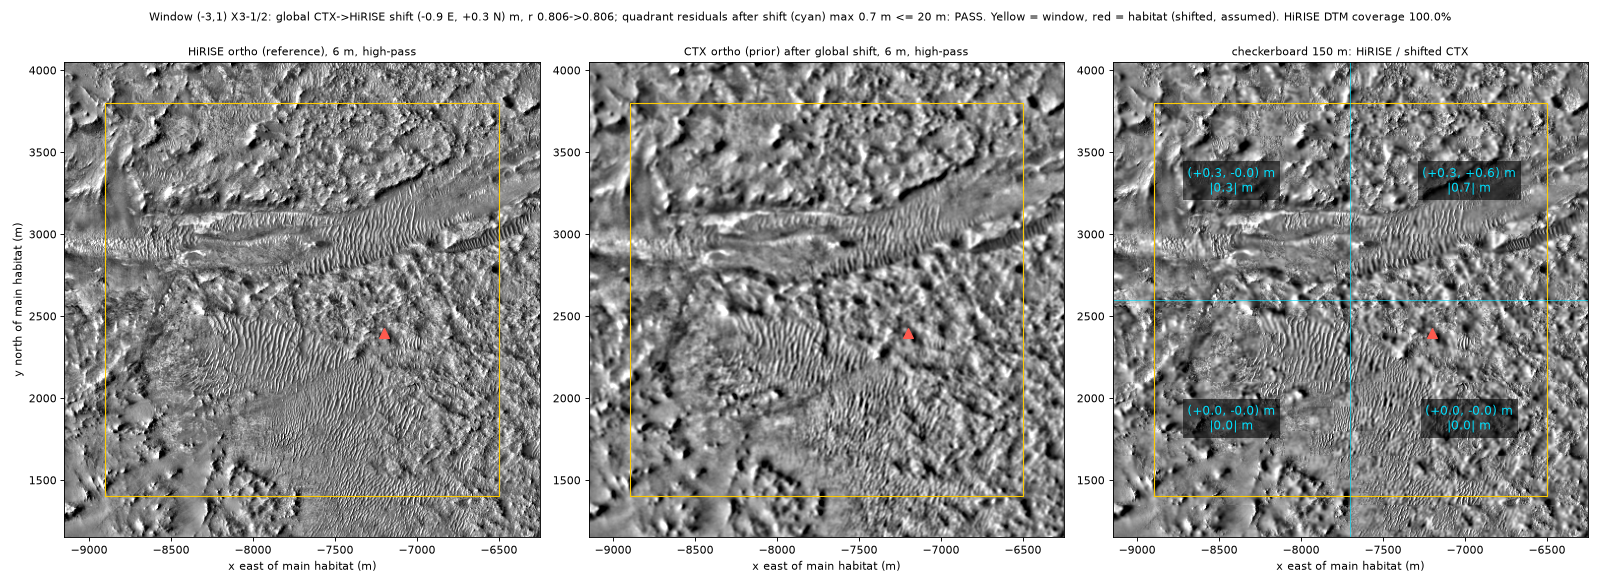 Window (-3,1) X3-1/2: global CTX->HiRISE shift (-0.9 E, +0.3 N) m, r 0.806->0.806; quadrant residuals after shift (cyan) max 0.7 m <= 20 m: PASS. Yellow = window, red = habitat (shifted, assumed). HiRISE DTM coverage 100.0%
HiRISE ortho (reference), 6 m, high-pass
CTX ortho (prior) after global shift, 6 m, high-pass
checkerboard 150 m: HiRISE / shifted CTX
y north of main habitat (m)
4000
3500
3000
2500
2000
1500
−9000 −8500 −8000 −7500 −7000 −6500
x east of main habitat (m)
4000
3500
3000
2500
2000
1500
−9000 −8500 −8000 −7500 −7000 −6500
x east of main habitat (m)
4000
3500
3000
2500
2000
1500
(+0.3, -0.0) m
|0.3| m
(+0.3, +0.6) m
|0.7| m
(+0.0, -0.0) m
|0.0| m
(+0.0, -0.0) m
|0.0| m
−9000 −8500 −8000 −7500 −7000 −6500
x east of main habitat (m)